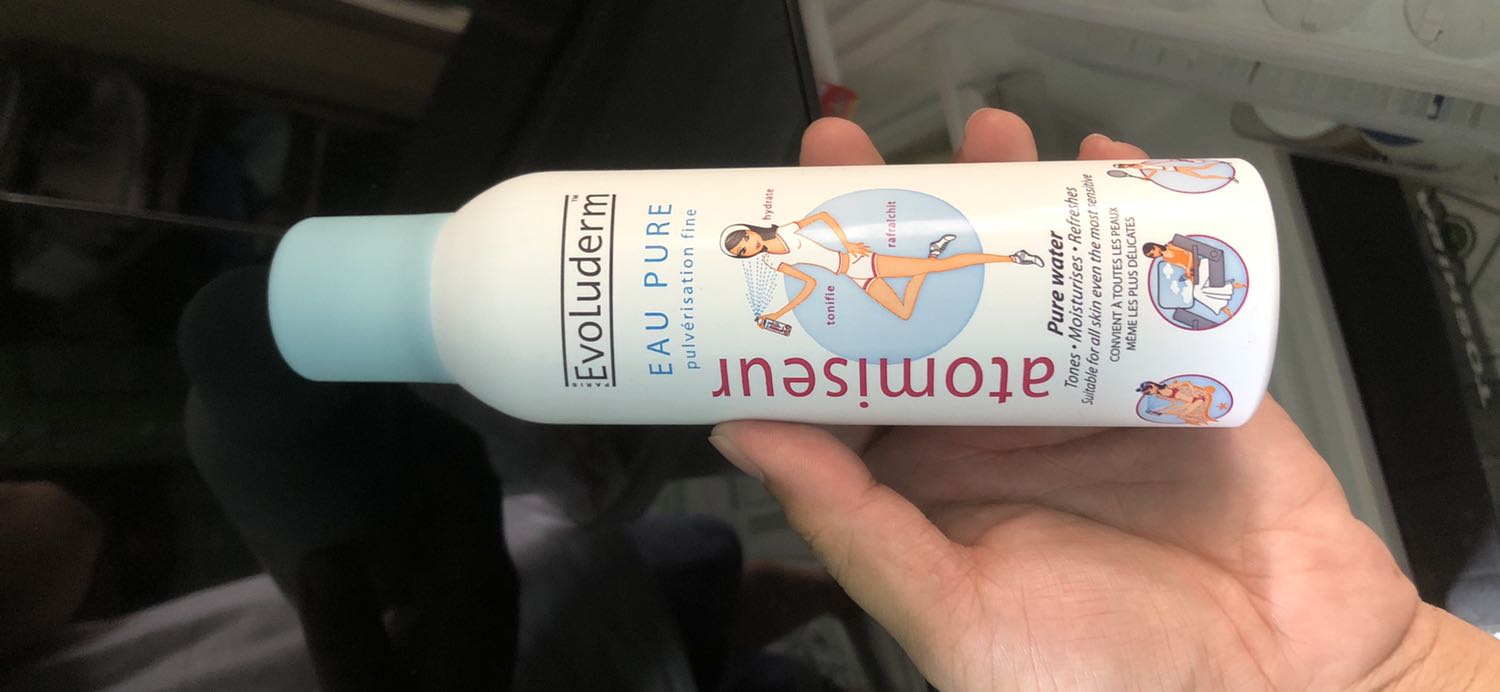 EvoLuderm™
PARIS
EAU PURE
pulvérisation fine
hydrate
rafraîchit
tonifie
atomiseur
Pure water
Tones • Moisturises • Refreshes
Suitable for all skin even the most sensitive
CONVIENT À TOUTES LES PEAUX
MÊME LES PLUS DÉLICATES